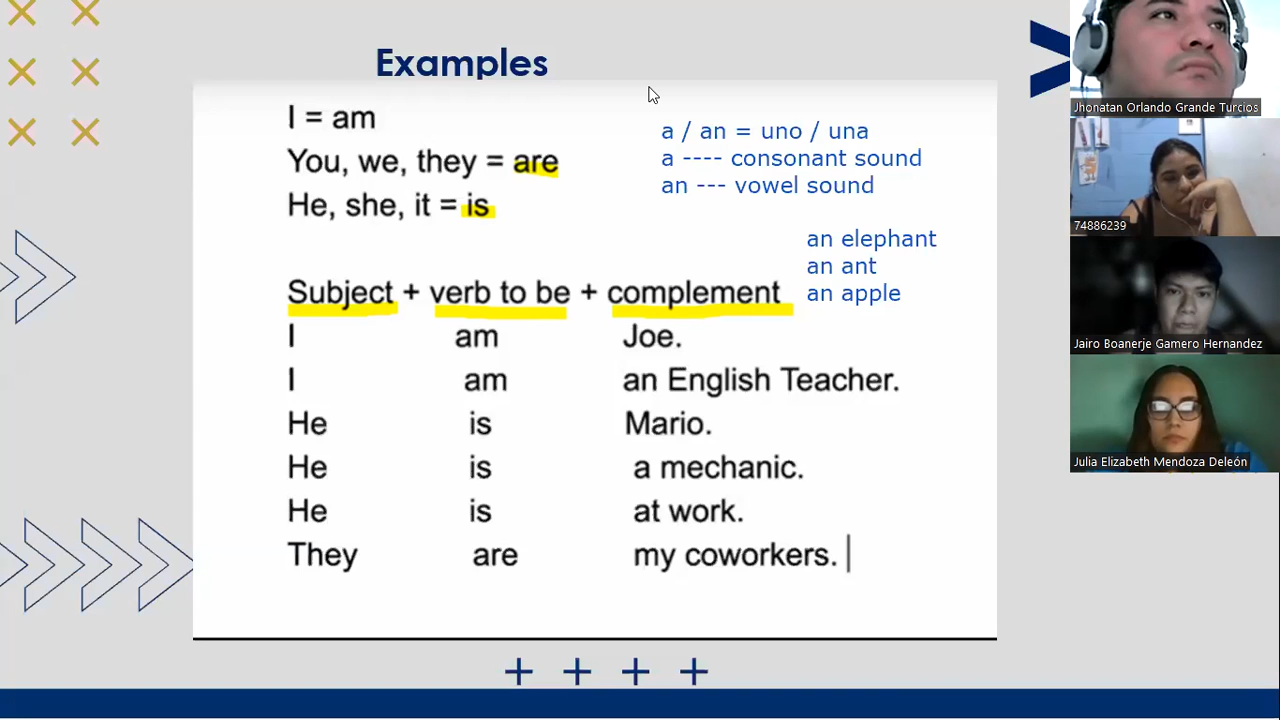 Examples
I = am
You, we, they = are
He, she, it = is
a / an = uno / una
a ---- consonant sound
an --- vowel sound
an elephant
an ant
an apple
Subject + verb to be + complement
I am Joe.
I am an English Teacher.
He is Mario.
He is a mechanic.
He is at work.
They are my coworkers.
Jhonatan Orlando Grande Turcios
74886239
Jairo Boanerje Gamero Hernandez
Julia Elizabeth Mendoza Deleón